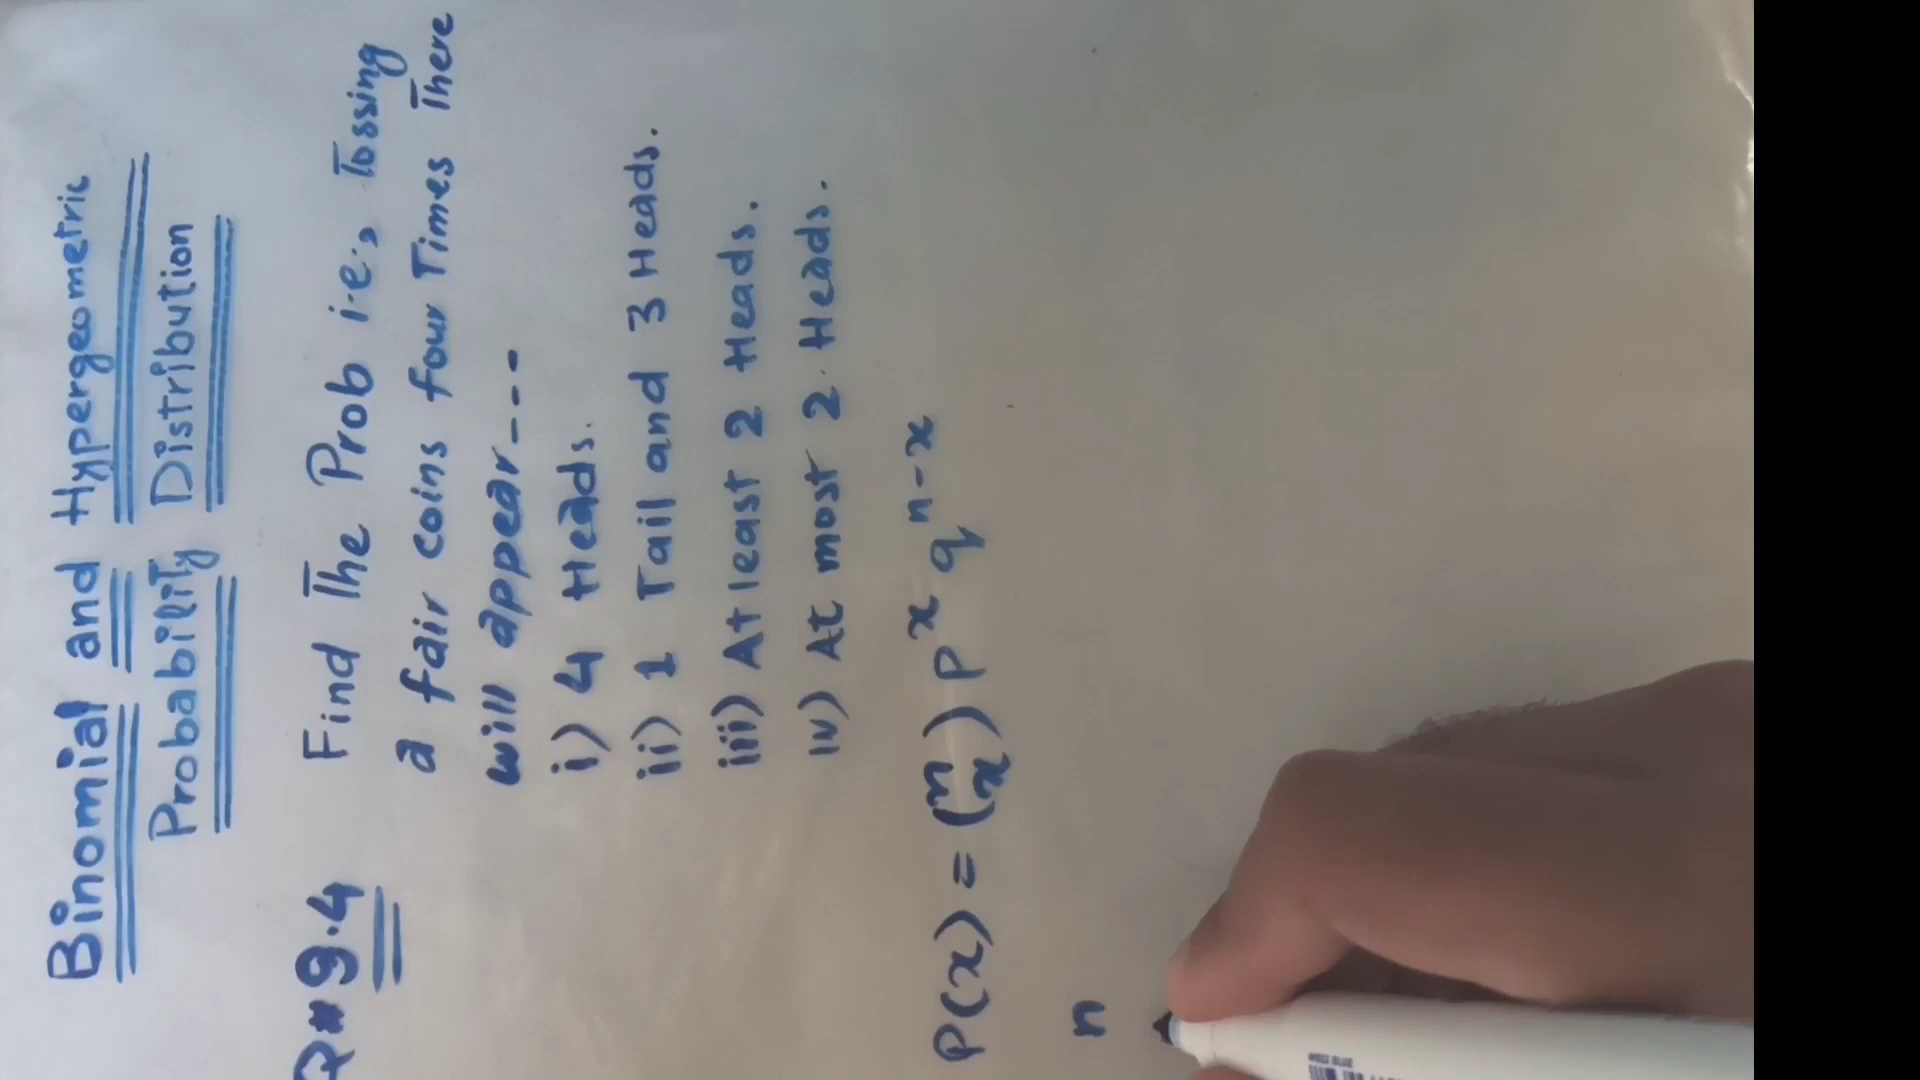 Binomial and Hypergeometric
Probability Distribution
Q#9.4 Find The Prob i.e., Tossing
a fair coins four Times There
will appear----
i) 4 Heads.
ii) 1 Tail and 3 Heads.
iii) At least 2 Heads.
iv) At most 2 Heads.
P(x) = (n x) p^x q^n-x
n